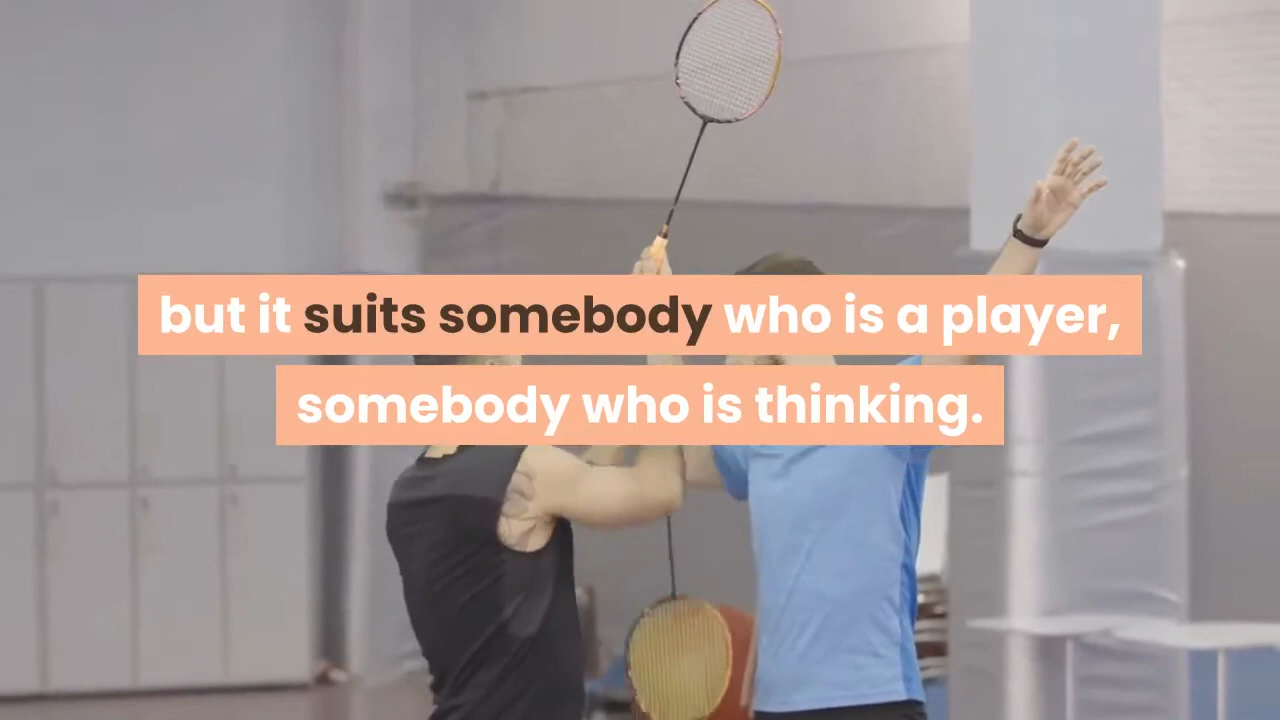 but it suits somebody who is a player,
somebody who is thinking.